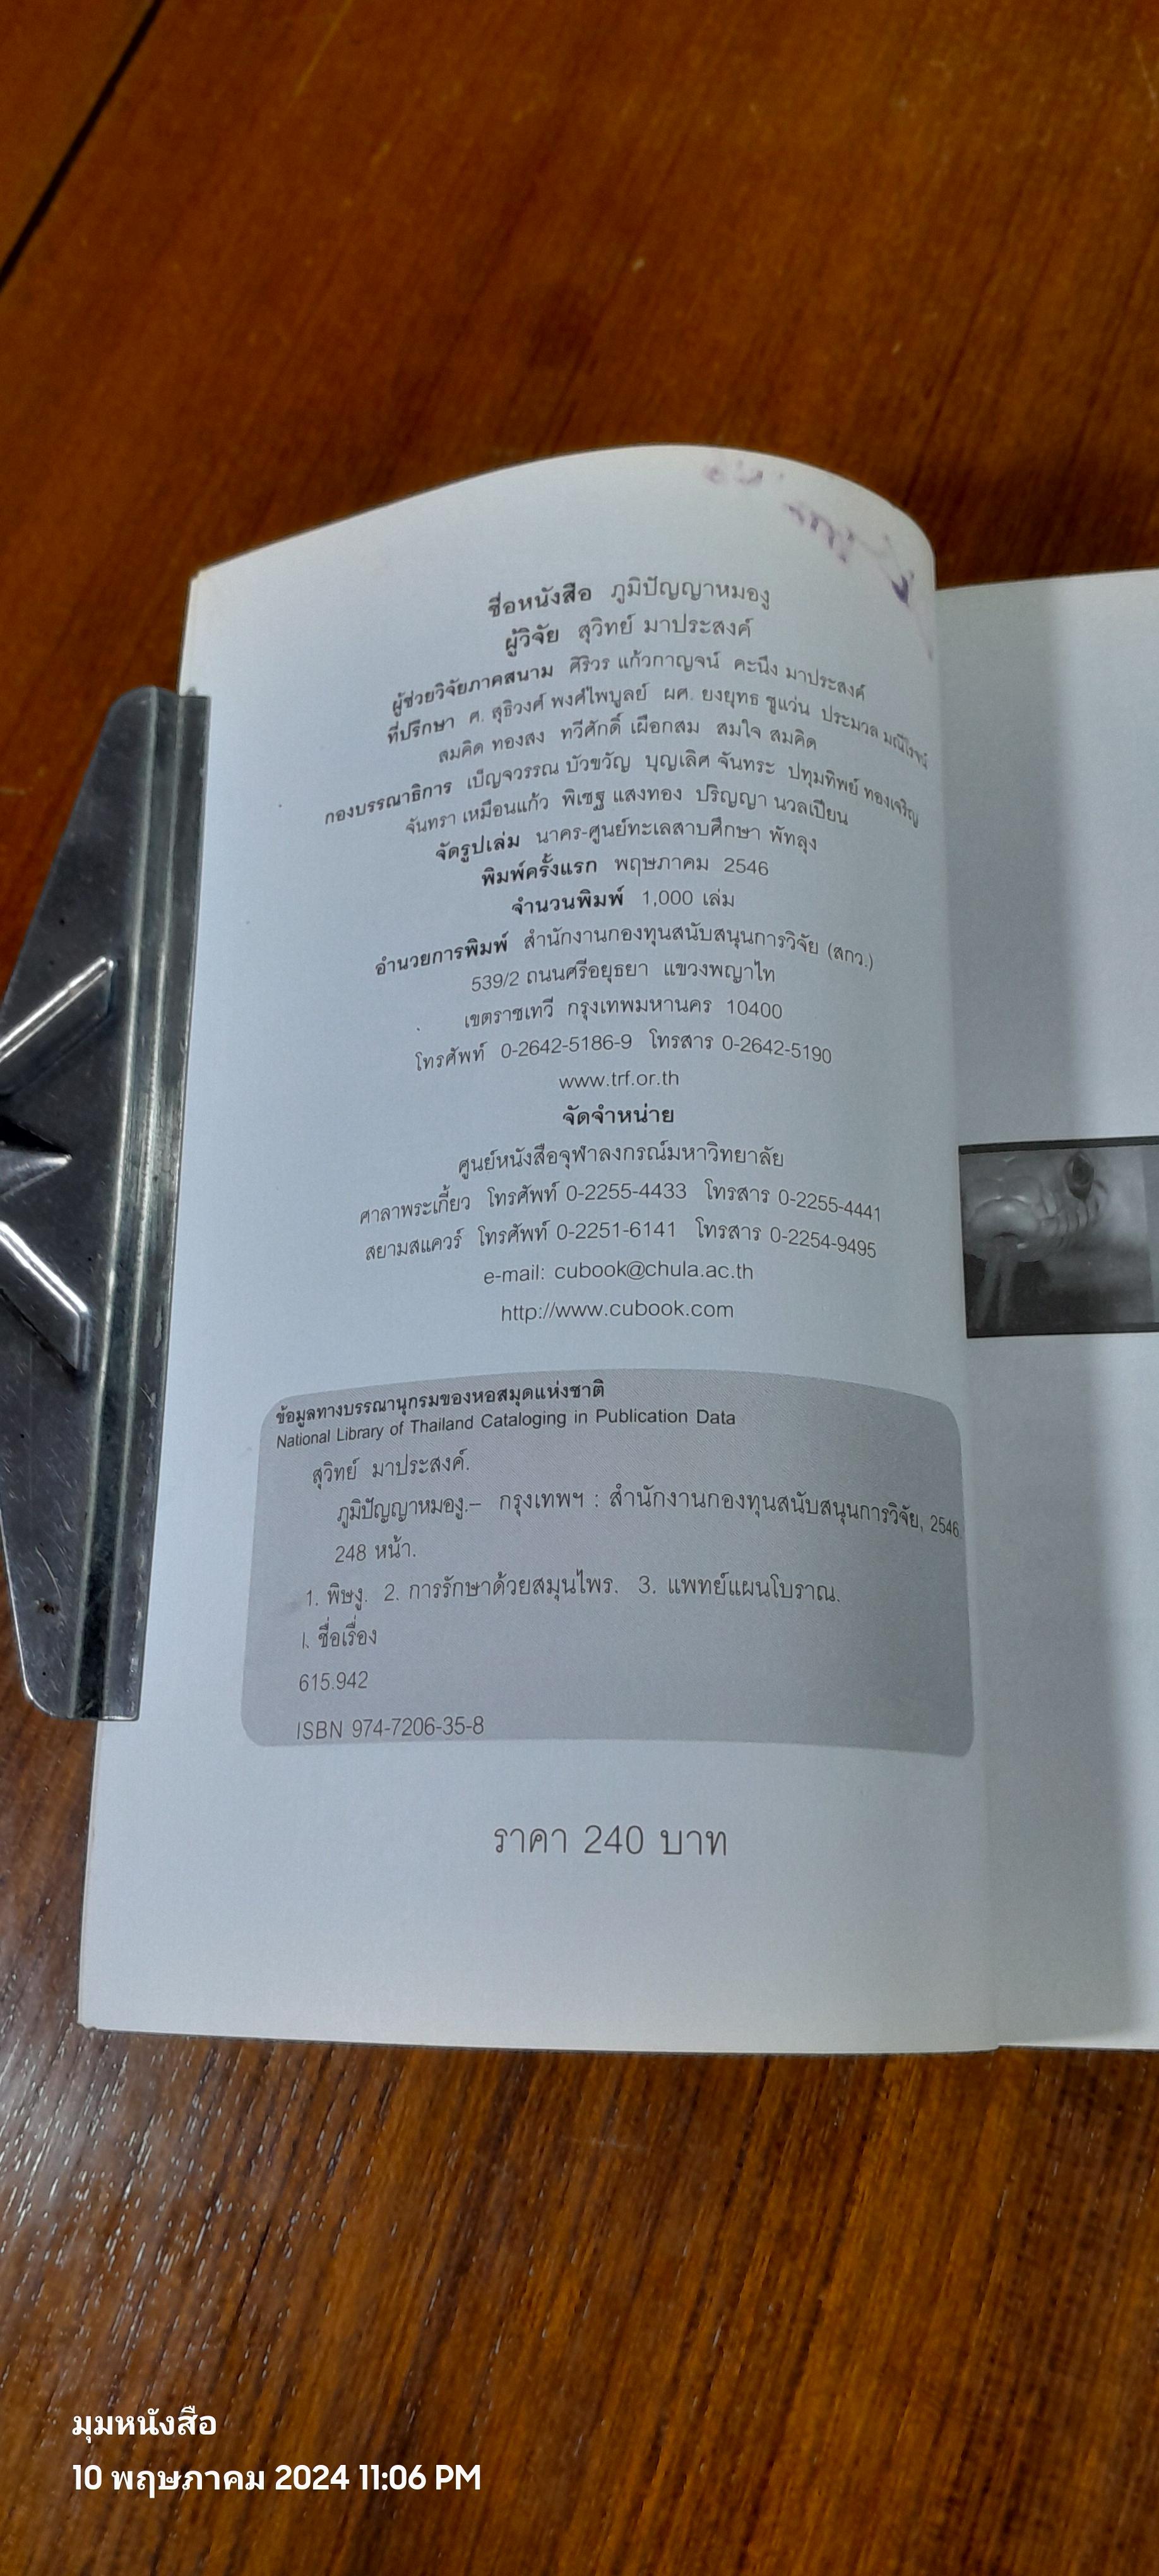 ชื่อหนังสือ ภูมิปัญญาหมองู
ผู้วิจัย สุวิทย์ มาประสงค์
ผู้ช่วยวิจัยภาคสนาม ศิริวร แก้วกาญจน์ คะนึง มาประสงค์
ที่ปรึกษา ศ. สุธิวงศ์ พงศ์ไพบูลย์ ผศ. ยงยุทธ ชูแว่น ประมวล มณีโรจน์
สมคิด ทองสง ทวีศักดิ์ เผือกสม สมใจ สมคิด
กองบรรณาธิการ เบ็ญจวรรณ บัวขวัญ บุญเลิศ จันทระ ปทุมทิพย์ ทองเจริญ
จันทรา เหมือนแก้ว พิเชฐ แสงทอง ปริญญา นวลเปียน
จัดรูปเล่ม นาคร-ศูนย์ทะเลสาบศึกษา พัทลุง
พิมพ์ครั้งแรก พฤษภาคม 2546
จำนวนพิมพ์ 1,000 เล่ม
อำนวยการพิมพ์ สำนักงานกองทุนสนับสนุนการวิจัย (สกว.)
539/2 ถนนศรีอยุธยา แขวงพญาไท
เขตราชเทวี กรุงเทพมหานคร 10400
โทรศัพท์ 0-2642-5186-9 โทรสาร 0-2642-5190
www.trf.or.th
จัดจำหน่าย
ศูนย์หนังสือจุฬาลงกรณ์มหาวิทยาลัย
ศาลาพระเกี้ยว โทรศัพท์ 0-2255-4433 โทรสาร 0-2255-4441
สยามสแควร์ โทรศัพท์ 0-2251-6141 โทรสาร 0-2254-9495
e-mail: cubook@chula.ac.th
http://www.cubook.com
ข้อมูลทางบรรณานุกรมของหอสมุดแห่งชาติ
National Library of Thailand Cataloging in Publication Data
สุวิทย์ มาประสงค์.
ภูมิปัญญาหมองู.– กรุงเทพฯ : สำนักงานกองทุนสนับสนุนการวิจัย, 2546
248 หน้า.
1. พิษงู. 2. การรักษาด้วยสมุนไพร. 3. แพทย์แผนโบราณ.
I. ชื่อเรื่อง
615.942
ISBN 974-7206-35-8
ราคา 240 บาท
มุมหนังสือ
10 พฤษภาคม 2024 11:06 PM